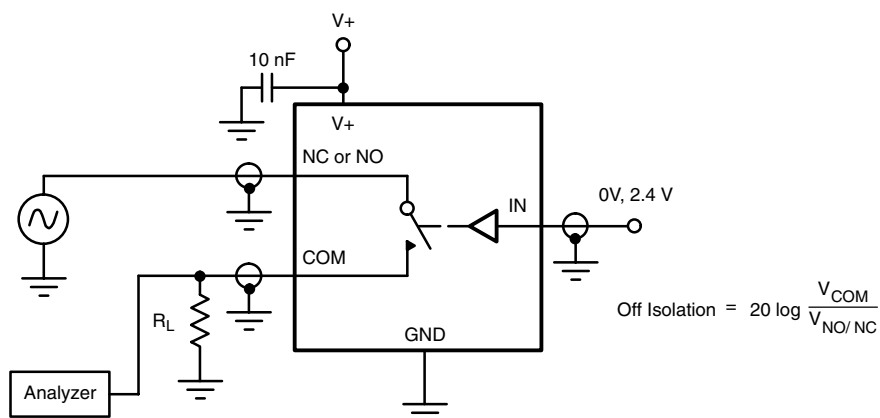 V+
10 nF
V+
NC or NO
0V, 2.4 V
IN
COM
Off Isolation = 20 log V_COM / V_NO/ NC
R_L
GND
Analyzer